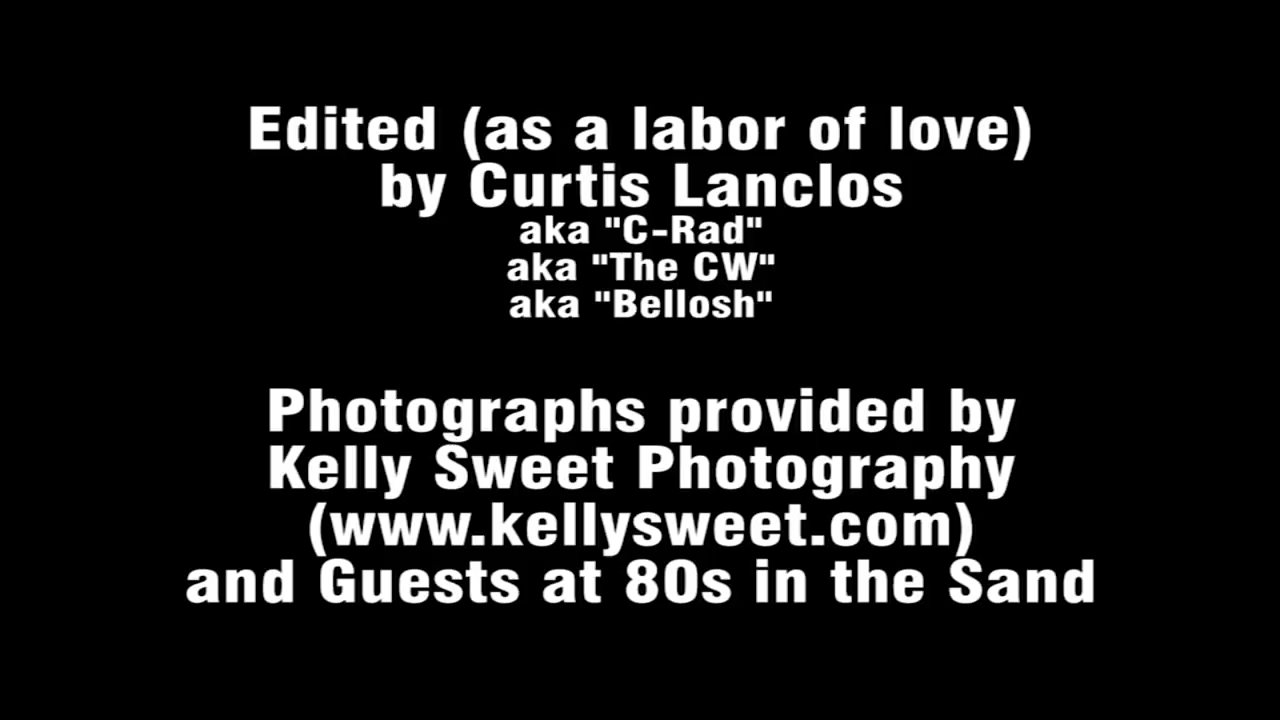 Edited (as a labor of love)
by Curtis Lanclos
aka "C-Rad"
aka "The CW"
aka "Bellosh"
Photographs provided by
Kelly Sweet Photography
(www.kellysweet.com)
and Guests at 80s in the Sand